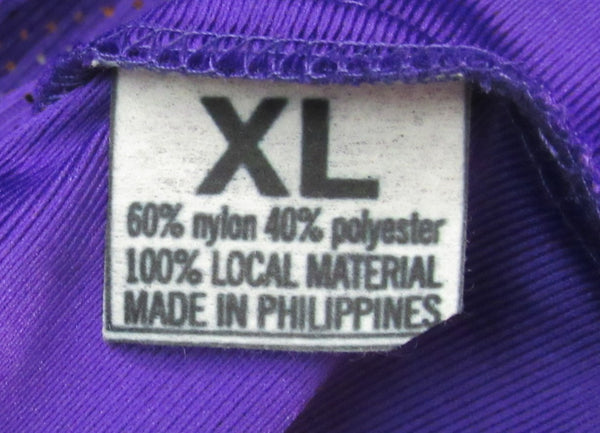 XL
60% nylon 40% polyester
100% LOCAL MATERIAL
MADE IN PHILIPPINES